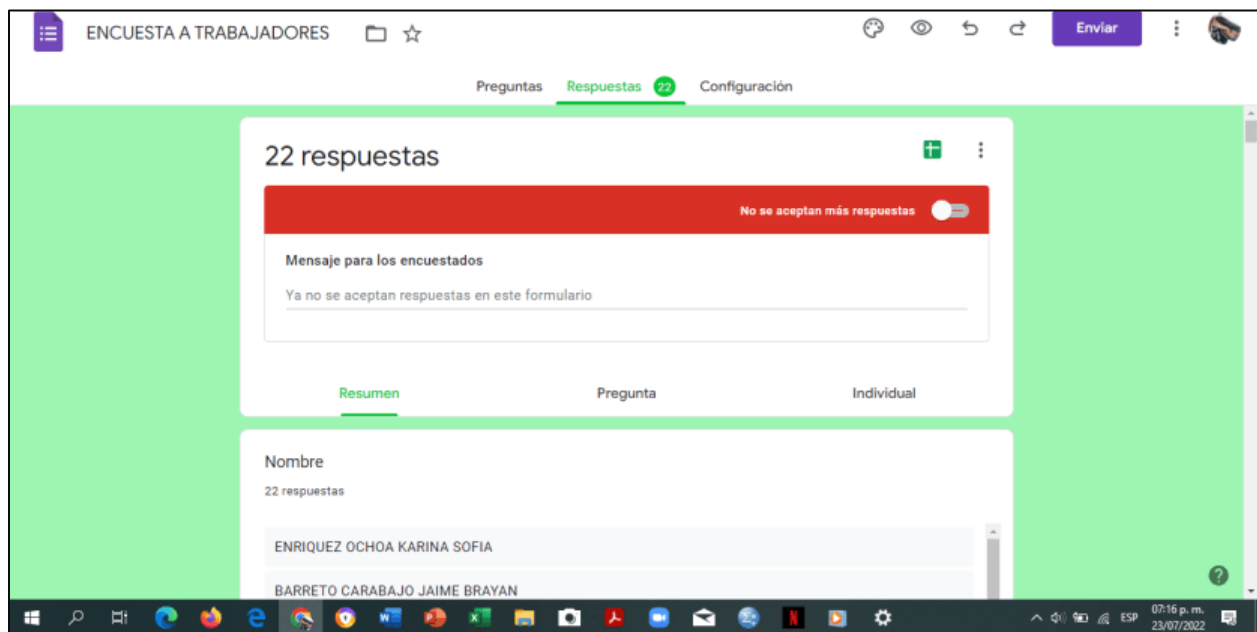 ENCUESTA A TRABAJADORES
Enviar
Preguntas Respuestas 22 Configuración
22 respuestas
No se aceptan más respuestas
Mensaje para los encuestados
Ya no se aceptan respuestas en este formulario
Resumen Pregunta Individual
Nombre
22 respuestas
ENRIQUEZ OCHOA KARINA SOFIA
BARRETO CARABAJO JAIME BRAYAN
ESP 07:16 p. m.
23/07/2022